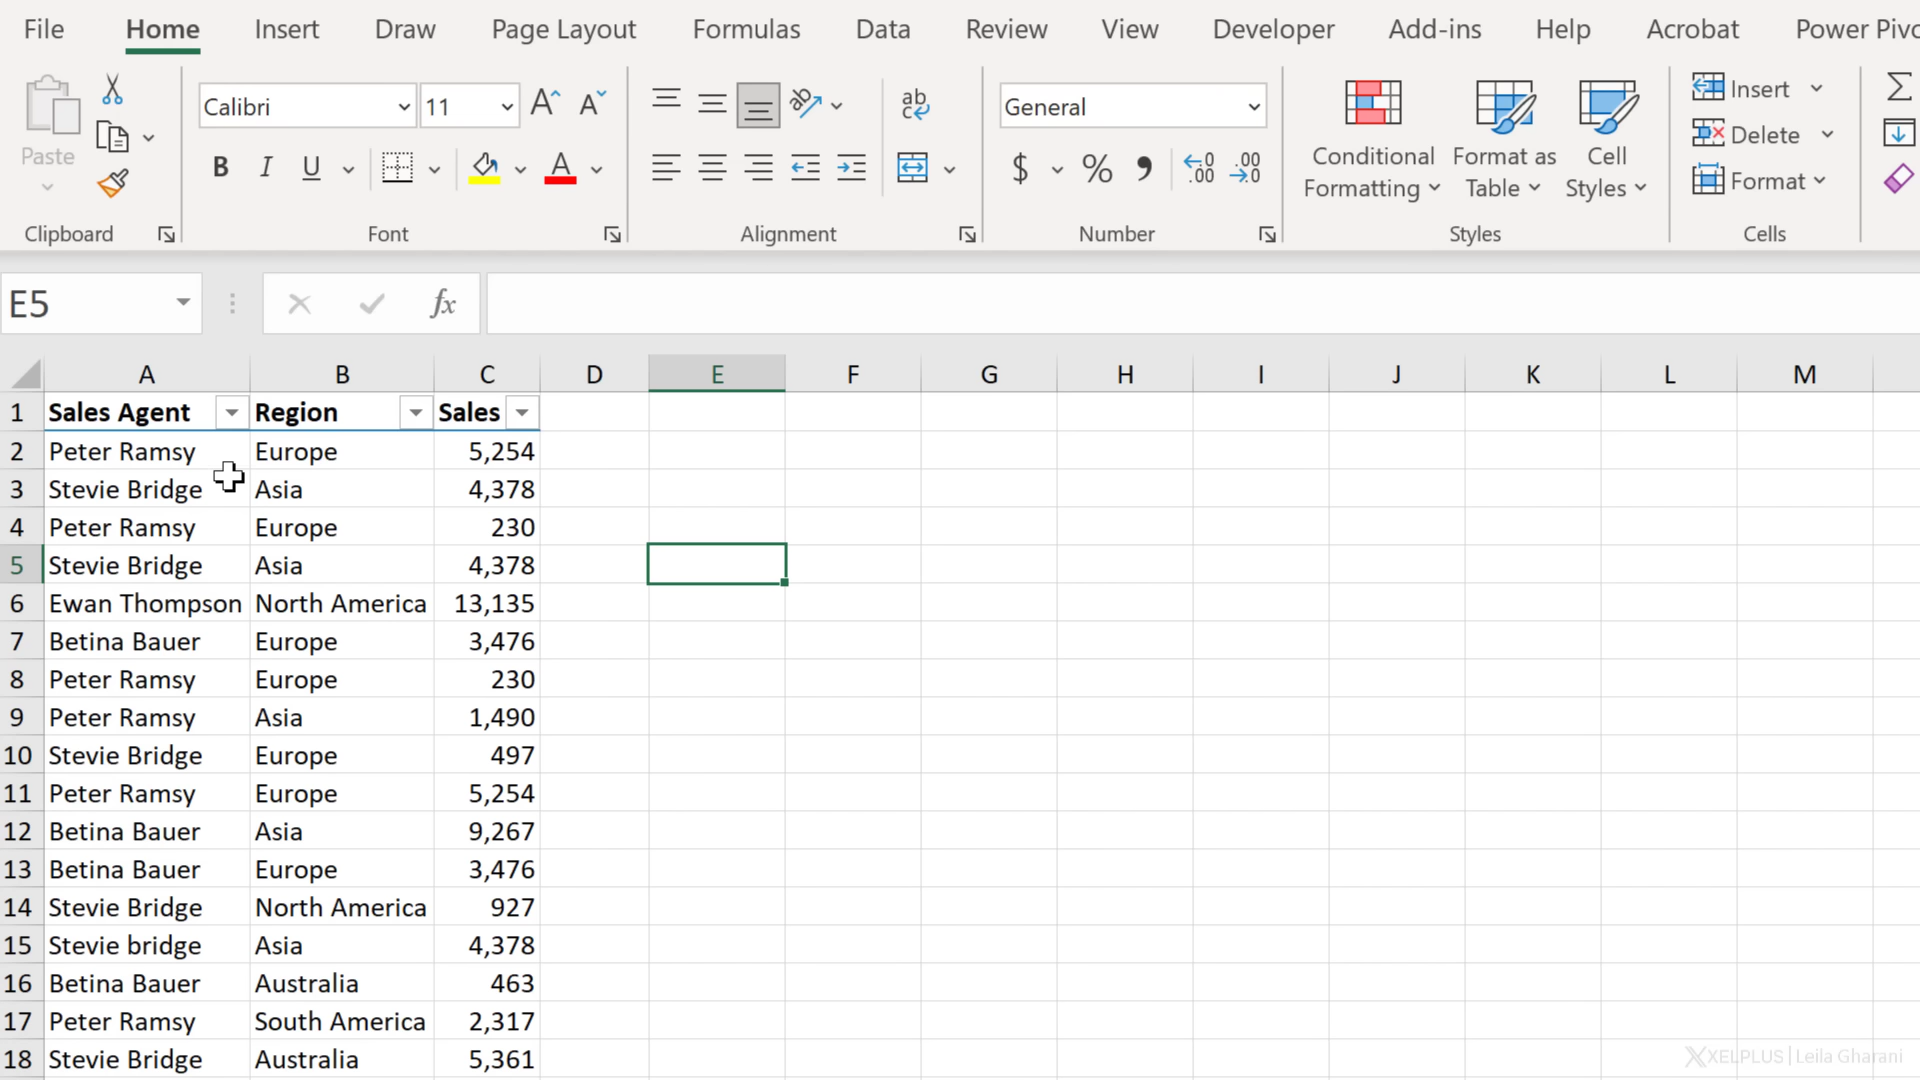 File Home Insert Draw Page Layout Formulas Data Review View Developer Add-ins Help Acrobat Power Pivo
Paste
Calibri 11
B I U A
Clipboard
Font
ab
Alignment
General
$ % , .00
Number
Conditional Formatting
Format as Table
Cell Styles
Styles
Insert
Delete
Format
Cells
E5 fx
A B C D E F G H I J K L M
1 Sales Agent Region Sales
2 Peter Ramsy Europe 5,254
3 Stevie Bridge Asia 4,378
4 Peter Ramsy Europe 230
5 Stevie Bridge Asia 4,378
6 Ewan Thompson North America 13,135
7 Betina Bauer Europe 3,476
8 Peter Ramsy Europe 230
9 Peter Ramsy Asia 1,490
10 Stevie Bridge Europe 497
11 Peter Ramsy Europe 5,254
12 Betina Bauer Asia 9,267
13 Betina Bauer Europe 3,476
14 Stevie Bridge North America 927
15 Stevie bridge Asia 4,378
16 Betina Bauer Australia 463
17 Peter Ramsy South America 2,317
18 Stevie Bridge Australia 5,361
XELPLUS | Leila Gharani